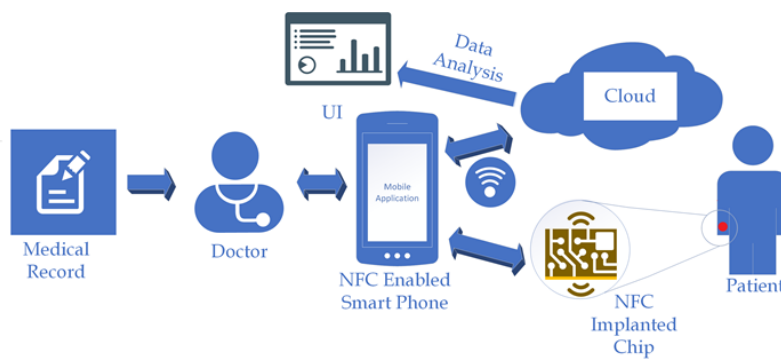 Data
Analysis
Cloud
UI
Mobile
Application
Medical
Record
Doctor
NFC Enabled
Smart Phone
NFC
Implanted
Chip
Patient